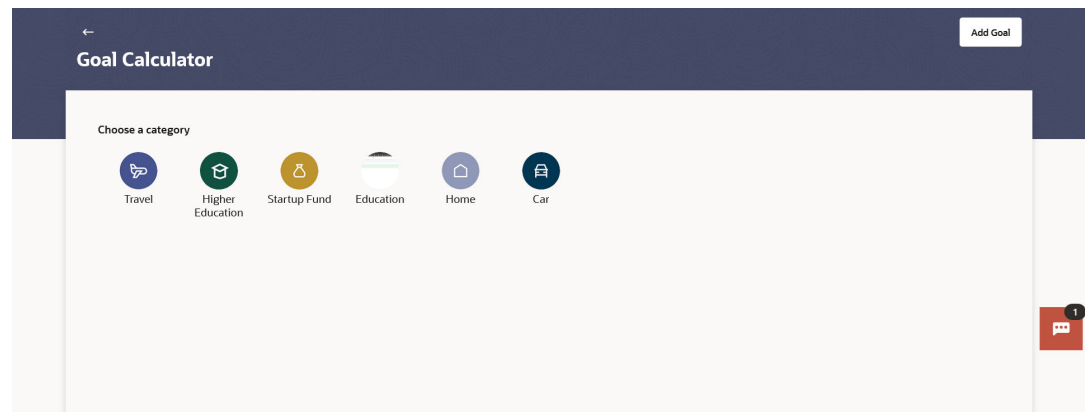 Add Goal
Goal Calculator
Choose a category
Travel
Higher
Education
Startup Fund
Education
Home
Car
1